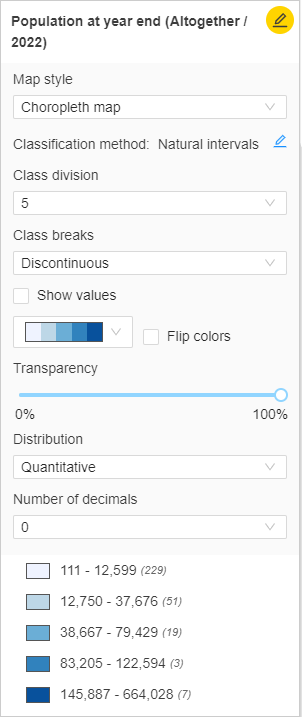 Population at year end (Altogether /
2022)
Map style
Choropleth map
Classification method: Natural intervals
Class division
5
Class breaks
Discontinuous
Show values
Flip colors
Transparency
0% 100%
Distribution
Quantitative
Number of decimals
0
111 - 12,599 (229)
12,750 - 37,676 (51)
38,667 - 79,429 (19)
83,205 - 122,594 (3)
145,887 - 664,028 (7)